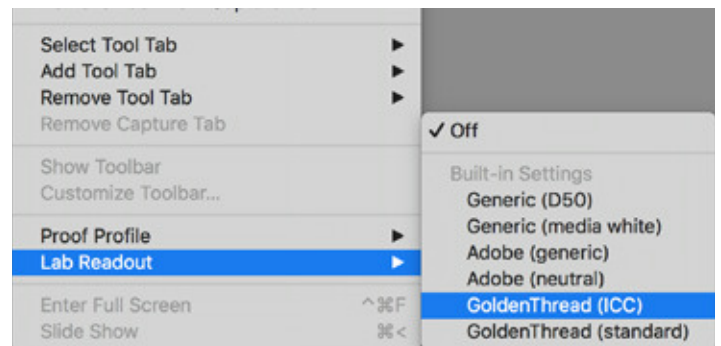 Select Tool Tab
Add Tool Tab
Remove Tool Tab
Remove Capture Tab
Show Toolbar
Customize Toolbar...
Proof Profile
Lab Readout
Enter Full Screen ^⌘F
Slide Show ⌘<
✓ Off
Built-in Settings
Generic (D50)
Generic (media white)
Adobe (generic)
Adobe (neutral)
GoldenThread (ICC)
GoldenThread (standard)